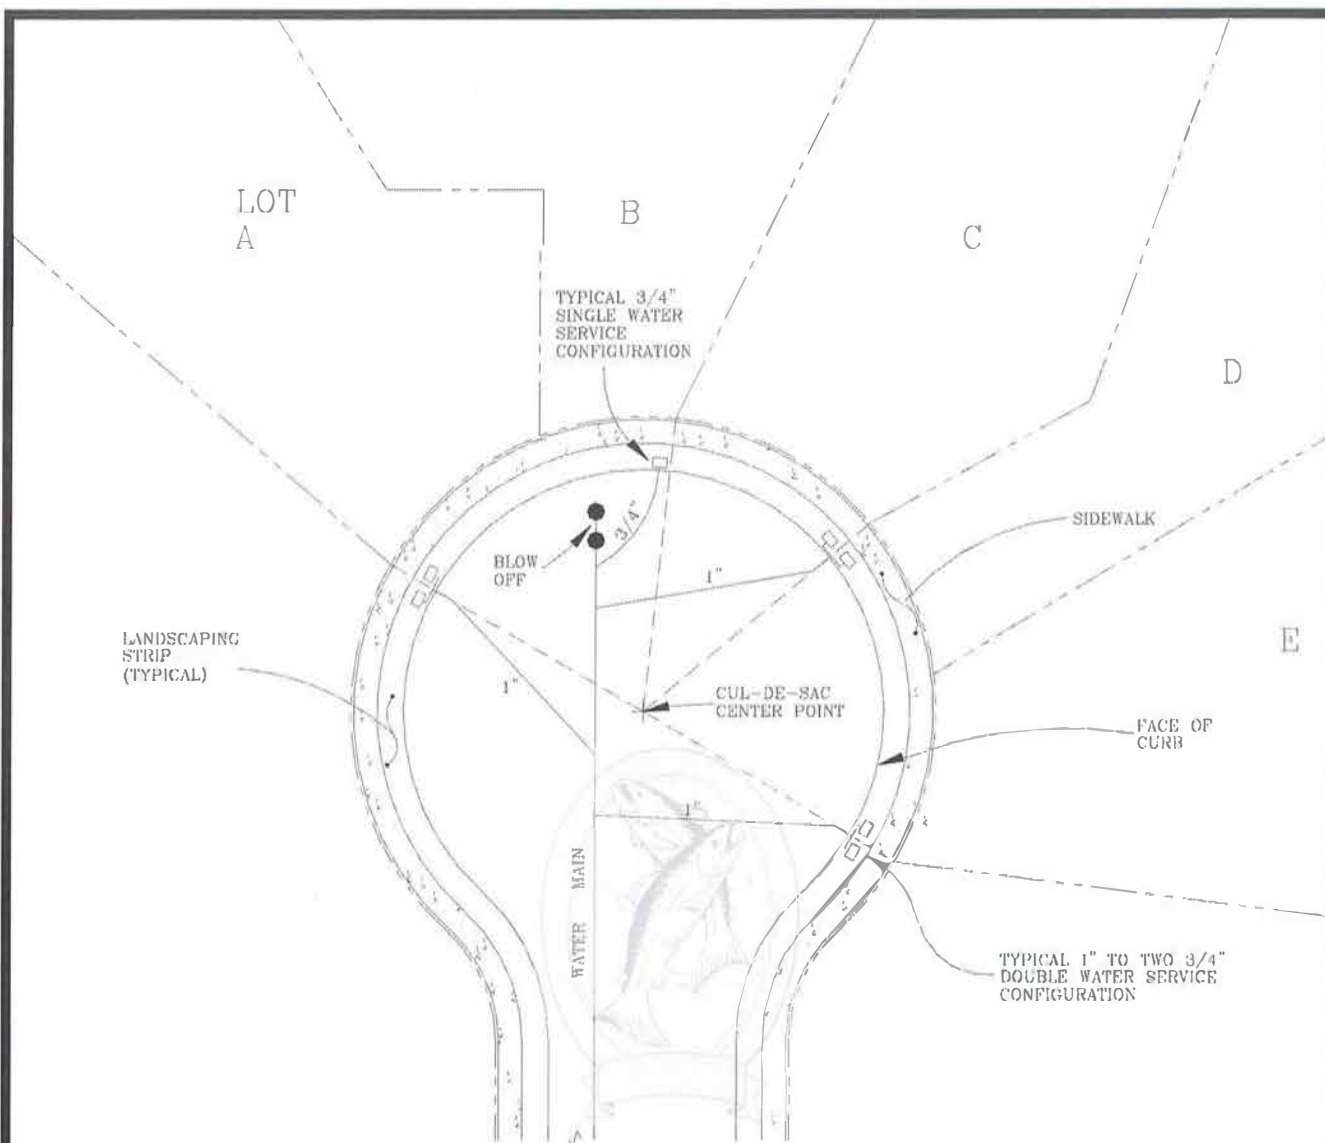 LOT
A
B
C
D
E
TYPICAL 3/4"
SINGLE WATER
SERVICE
CONFIGURATION
BLOW
OFF
3/4"
1"
SIDEWALK
LANDSCAPING
STRIP
(TYPICAL)
1"
CUL-DE-SAC
CENTER POINT
FACE OF
CURB
1"
WATER MAIN
TYPICAL 1" TO TWO 3/4"
DOUBLE WATER SERVICE
CONFIGURATION